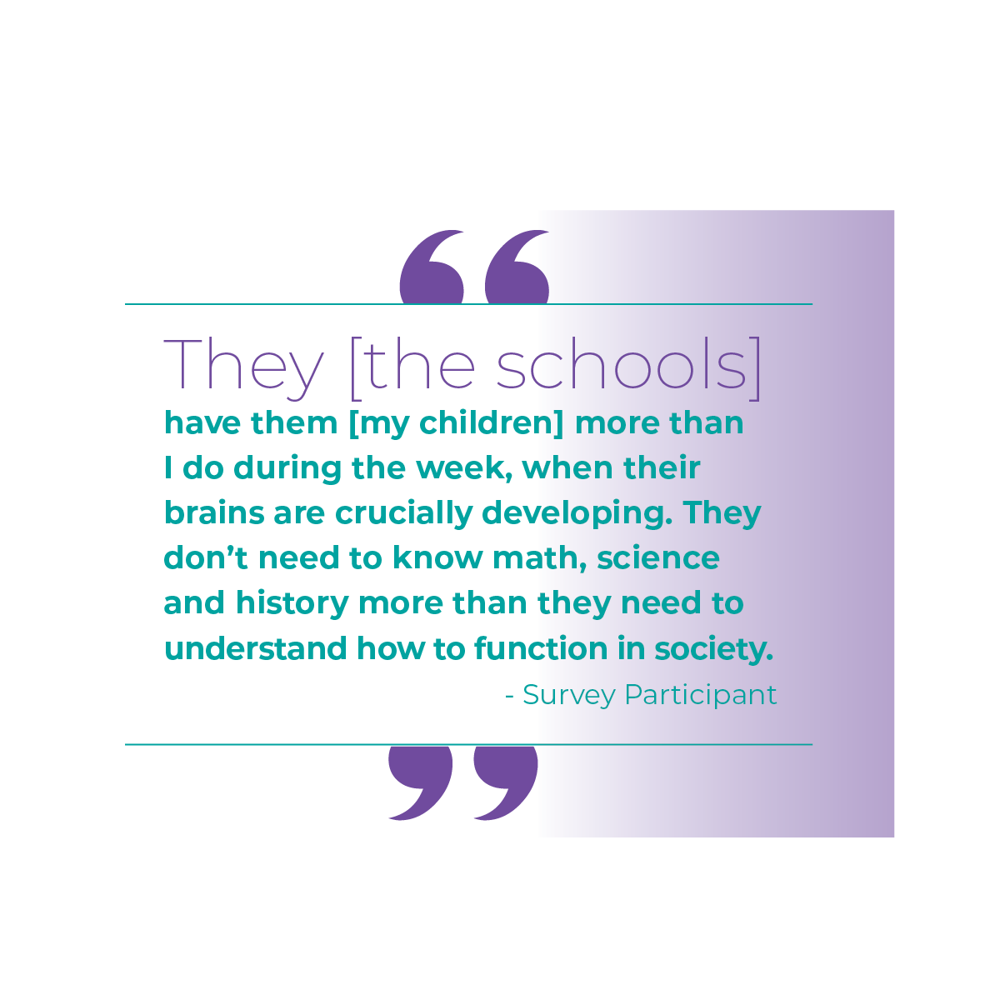 “
They [the schools]
have them [my children] more than
I do during the week, when their
brains are crucially developing. They
don’t need to know math, science
and history more than they need to
understand how to function in society.
- Survey Participant
”